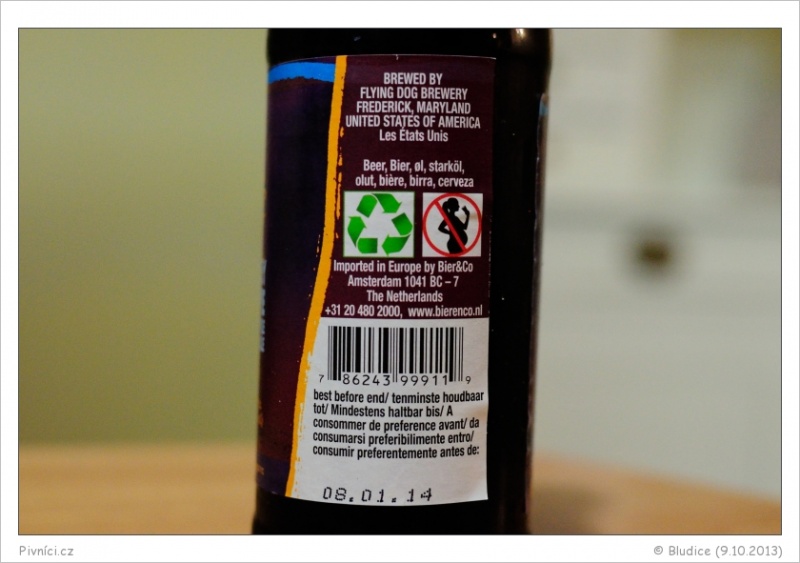 BREWED BY
FLYING DOG BREWERY
FREDERICK, MARYLAND
UNITED STATES OF AMERICA
Les États Unis
Beer, Bier, øl, starköl,
olut, bière, birra, cerveza
Imported in Europe by Bier&Co
Amsterdam 1041 BC – 7
The Netherlands
+31 20 480 2000, www.bierenco.nl
7 86243 99911 9
best before end/ tenminste houdbaar
tot/ Mindestens haltbar bis/ A
consommer de preference avant/ da
consumarsi preferibilimente entro/
consumir preferentemente antes de:
08.01.14
Pivníci.cz
© Bludice (9.10.2013)